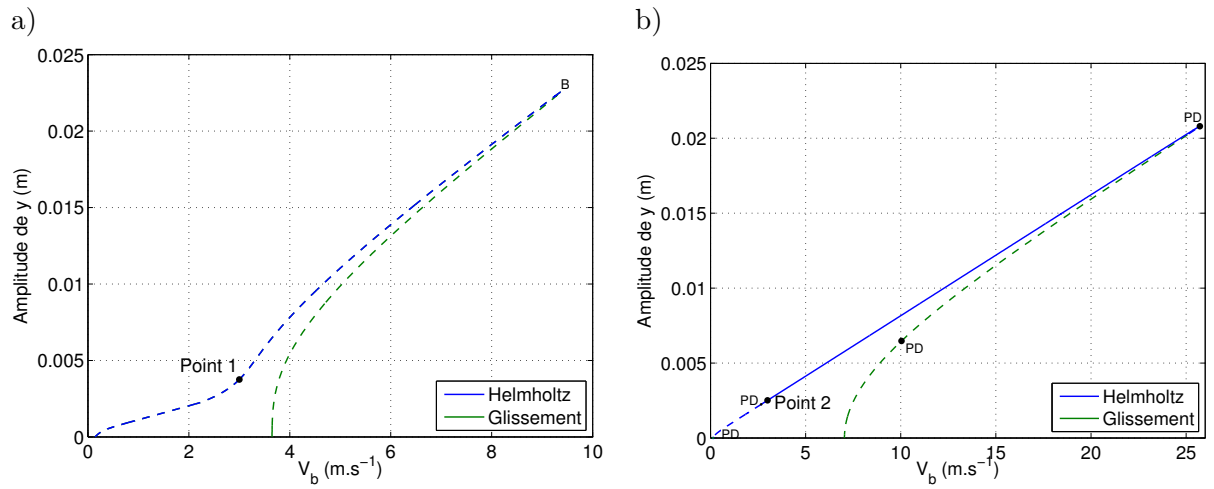 a)
0.025
0.02
0.015
0.01
0.005
0
Amplitude de y (m)
B
Point 1
Helmholtz
Glissement
0 2 4 6 8 10
V_b (m.s⁻¹)
b)
0.025
0.02
0.015
0.01
0.005
0
Amplitude de y (m)
PD
PD
PD Point 2
PD
Helmholtz
Glissement
0 5 10 15 20 25
V_b (m.s⁻¹)